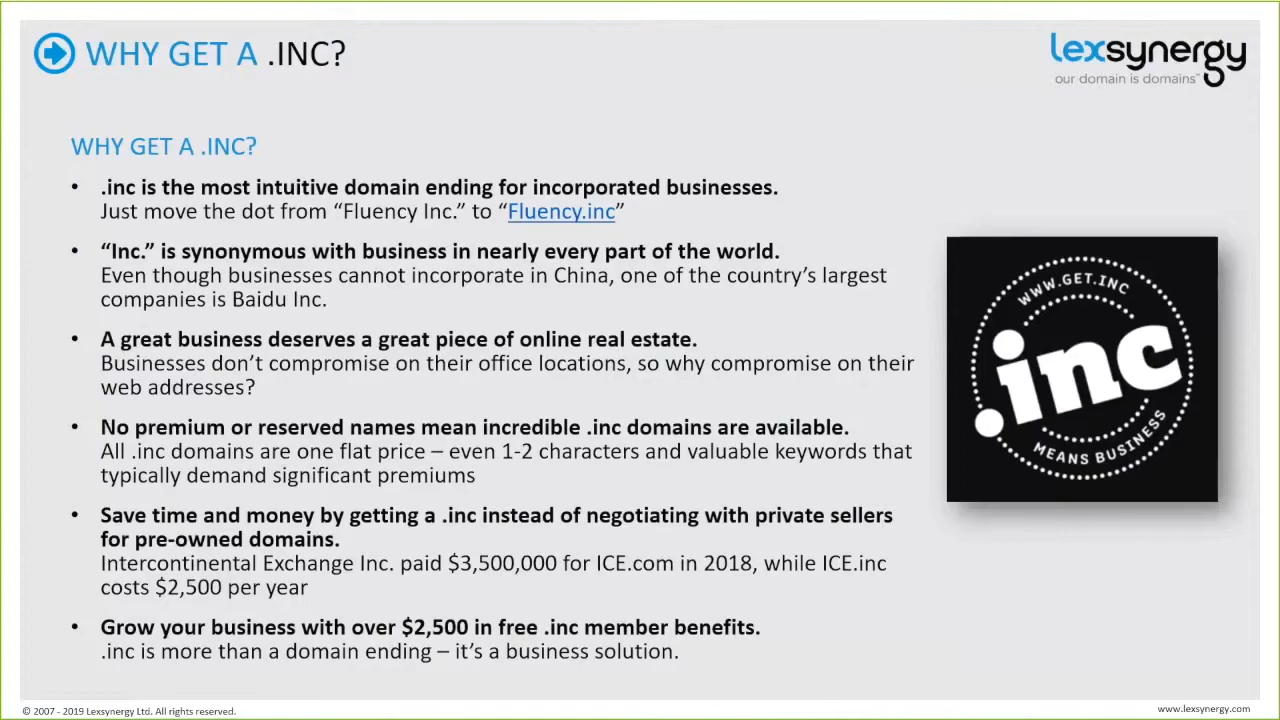 WHY GET A .INC?
lexsynergy
our domain is domains™
WHY GET A .INC?
• .inc is the most intuitive domain ending for incorporated businesses.
Just move the dot from “Fluency Inc.” to “Fluency.inc”
• “Inc.” is synonymous with business in nearly every part of the world.
Even though businesses cannot incorporate in China, one of the country’s largest
companies is Baidu Inc.
• A great business deserves a great piece of online real estate.
Businesses don’t compromise on their office locations, so why compromise on their
web addresses?
• No premium or reserved names mean incredible .inc domains are available.
All .inc domains are one flat price – even 1-2 characters and valuable keywords that
typically demand significant premiums
• Save time and money by getting a .inc instead of negotiating with private sellers
for pre-owned domains.
Intercontinental Exchange Inc. paid $3,500,000 for ICE.com in 2018, while ICE.inc
costs $2,500 per year
• Grow your business with over $2,500 in free .inc member benefits.
.inc is more than a domain ending – it’s a business solution.
WWW.GET.INC
.inc
MEANS BUSINESS
© 2007 - 2019 Lexsynergy Ltd. All rights reserved.
www.lexsynergy.com